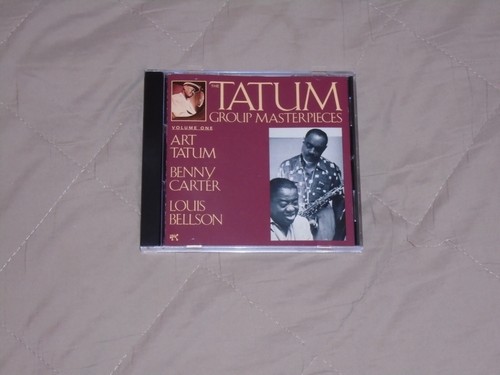 THE TATUM
GROUP MASTERPIECES
VOLUME ONE
ART
TATUM
BENNY
CARTER
LOUIS
BELLSON